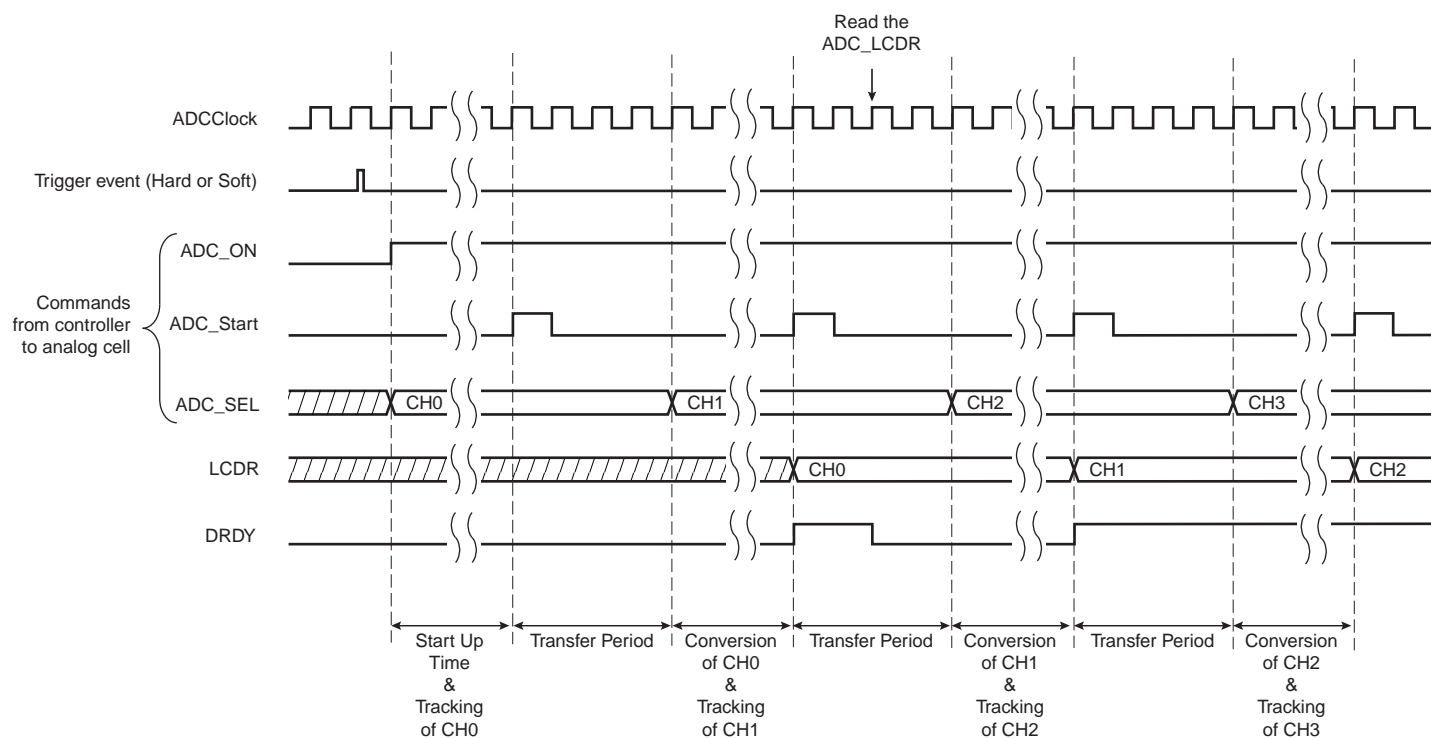 Read the
ADC_LCDR
ADCClock
Trigger event (Hard or Soft)
ADC_ON
Commands
from controller
to analog cell
ADC_Start
ADC_SEL
CH0
CH1
CH2
CH3
LCDR
CH0
CH1
CH2
DRDY
Start Up
Time
&
Tracking
of CH0
Transfer Period
Conversion
of CH0
&
Tracking
of CH1
Transfer Period
Conversion
of CH1
&
Tracking
of CH2
Transfer Period
Conversion
of CH2
&
Tracking
of CH3